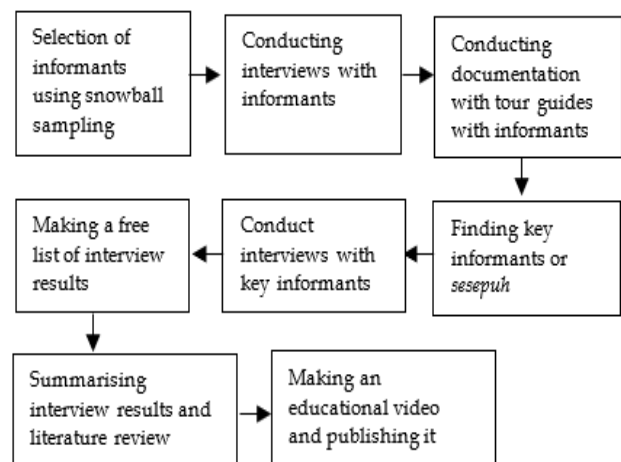 Selection of
informants
using snowball
sampling
Conducting
interviews with
informants
Conducting
documentation
with tour guides
with informants
Finding key
informants or
sesepuh
Conduct
interviews with
key informants
Making a free
list of interview
results
Summarising
interview results and
literature review
Making an
educational video
and publishing it